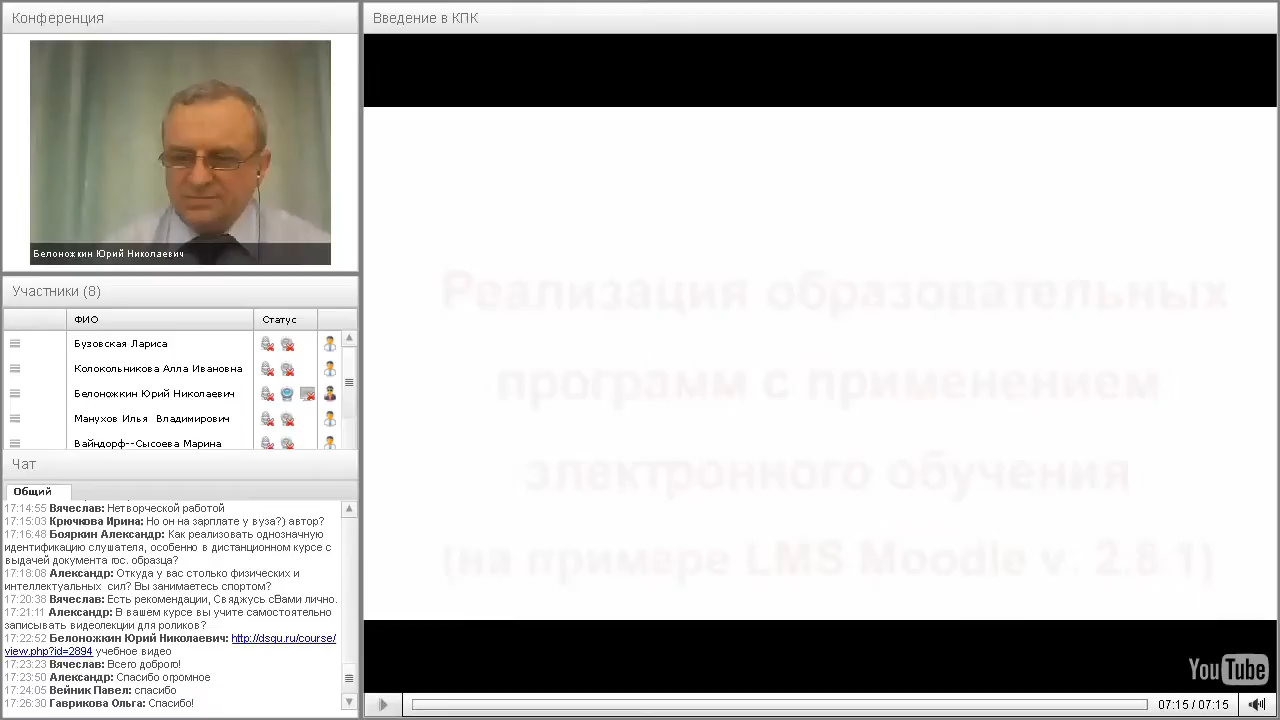 Конференция
Введение в КПК
Белоножкин Юрий Николаевич
Участники (8)
ФИО
Статус
Бузовская Лариса
Колокольникова Алла Ивановна
Белоножкин Юрий Николаевич
Манухов Илья Владимирович
Вайндорф--Сысоева Марина
Чат
Общий
17:14:55 Вячеслав: Нетворческой работой
17:15:03 Крючкова Ирина: Но он на зарплате у вуза?) автор?
17:16:48 Бояркин Александр: Как реализовать однозначную
идентификацию слушателя, особенно в дистанционном курсе с
выдачей документа гос. образца?
17:18:08 Александр: Откуда у вас столько физических и
интеллектуальных сил? Вы занимаетесь спортом?
17:20:38 Вячеслав: Есть рекомендации, Свяджусь сВами лично.
17:21:11 Александр: В вашем курсе вы учите самостоятельно
записывать видеолекции для роликов?
17:22:52 Белоножкин Юрий Николаевич: http://dsqu.ru/course/
view.php?id=2894 учебное видео
17:23:23 Вячеслав: Всего доброго!
17:23:50 Александр: Спасибо огромное
17:24:05 Вейник Павел: спасибо
17:26:30 Гаврикова Ольга: Спасибо!
Реализация образовательных
программ с применением
электронного обучения
(на примере LMS Moodle v. 2.8.1)
YouTube
07:15 / 07:15